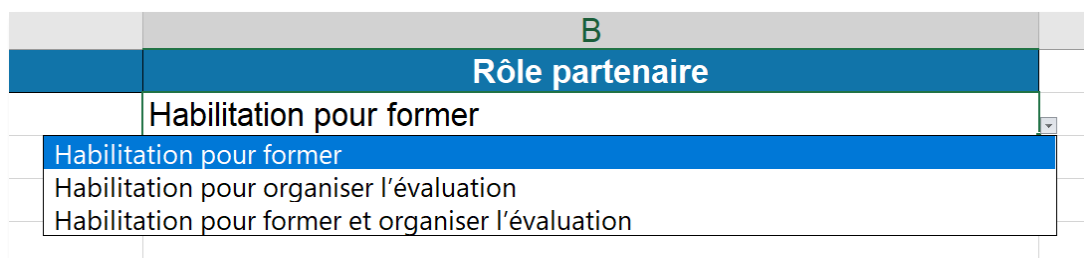 B
Rôle partenaire
Habilitation pour former
Habilitation pour former
Habilitation pour organiser l’évaluation
Habilitation pour former et organiser l’évaluation